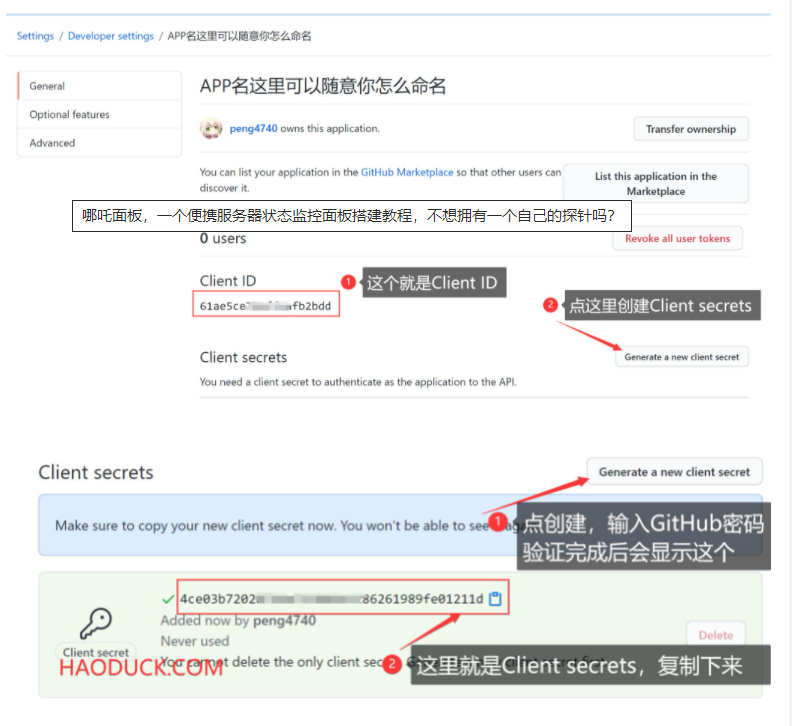 Settings / Developer settings / APP名这里可以随意你怎么命名
General
Optional features
Advanced
APP名这里可以随意你怎么命名
peng4740 owns this application.
Transfer ownership
You can list your application in the GitHub Marketplace so that other users can
discover it.
List this application in the
Marketplace
哪吒面板，一个便携服务器状态监控面板搭建教程，不想拥有一个自己的探针吗？
0 users
Revoke all user tokens
Client ID
1 这个就是Client ID
61ae5ce afb2bdd
2 点这里创建Client secrets
Client secrets
Generate a new client secret
You need a client secret to authenticate as the application to the API.
Client secrets
Generate a new client secret
Make sure to copy your new client secret now. You won't be able to see
1 点创建，输入GitHub密码
验证完成后会显示这个
4ce03b7202 86261989fe01211d
Added now by peng4740
Never used
Client secret
Delete
You cannot delete the only client
HAODUCK.COM
2 这里就是Client secrets，复制下来